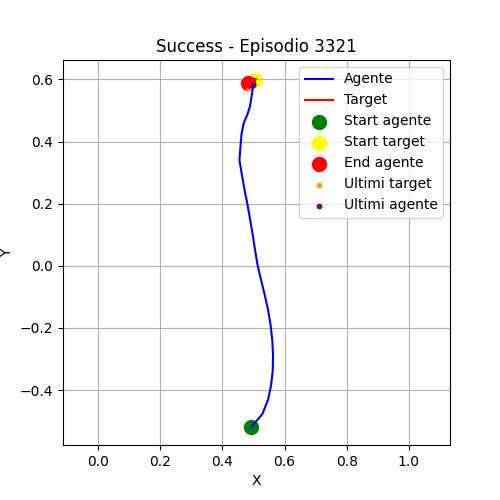 Success - Episodio 3321
Agente
Target
Start agente
Start target
End agente
Ultimi target
Ultimi agente
Y
0.6
0.4
0.2
0.0
−0.2
−0.4
0.0 0.2 0.4 0.6 0.8 1.0
X